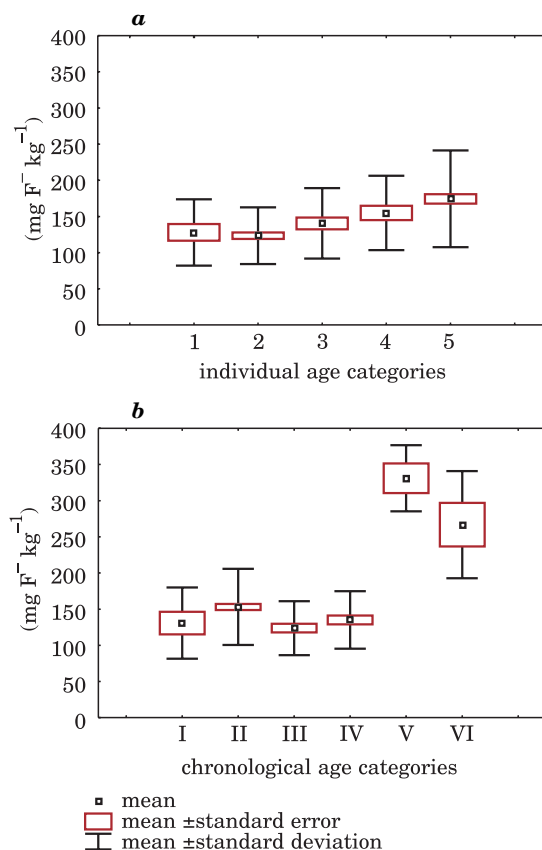 a
400
350
300
250
200
150
100
50
0
(mg F⁻ kg⁻¹)
1 2 3 4 5
individual age categories
b
400
350
300
250
200
150
100
50
0
(mg F⁻ kg⁻¹)
I II III IV V VI
chronological age categories
mean
mean ±standard error
mean ±standard deviation